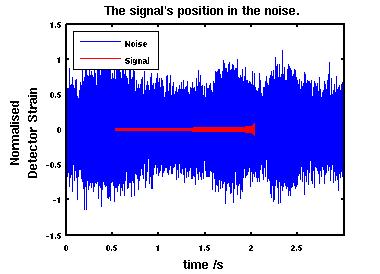 The signal's position in the noise.
Normalised
Detector Strain
1.5
1
0.5
0
-0.5
-1
-1.5
Noise
Signal
0 0.5 1 1.5 2 2.5
time /s